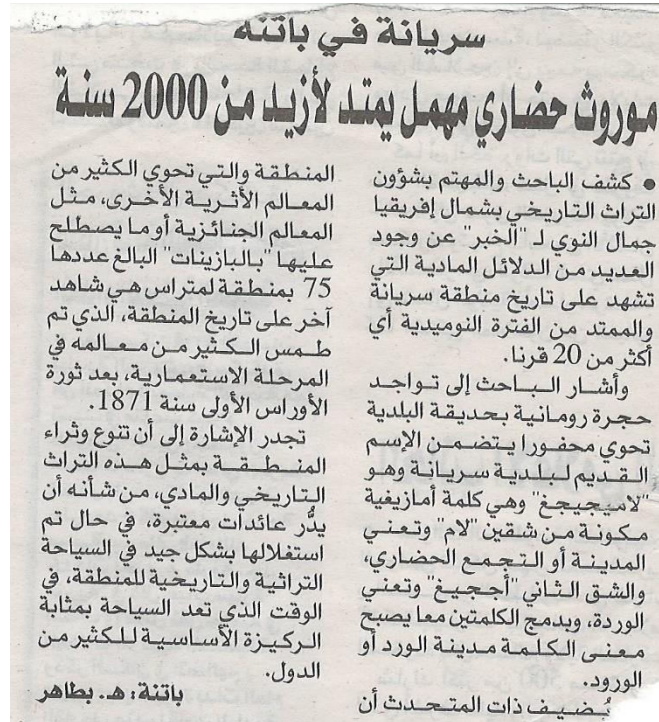 سريانة في باتنه
موروث حضاري مهمل يمتد لأزيد من 2000 سنة
• كشف الباحث والمهتم بشؤون
التراث التاريخي بشمال إفريقيا
جمال النوي لـ "الخبر" عن وجود
العديد من الدلائل المادية التي
تشهد على تاريخ منطقة سريانة
والممتد من الفترة النوميدية أي
أكثر من 20 قرنا.
وأشار الباحث إلى تواجد
حجرة رومانية بحديقة البلدية
تحوي محفورا يتضمن الإسم
القديم لبلدية سريانة وهو
"لاميجيجغ" وهي كلمة أمازيغية
مكونة من شقين "لام" وتعني
المدينة أو التجمع الحضاري،
والشق الثاني "أججيغ" وتعني
الوردة، وبدمج الكلمتين معا يصبح
معنى الكلمة مدينة الورد أو
الورود.
يُضيف ذات المتحدث أن
المنطقة والتي تحوي الكثير من
المعالم الأثرية الأخرى، مثل
المعالم الجنائزية أو ما يصطلح
عليها "بالبازينات" البالغ عددها
75 بمنطقة لمتراس هي شاهد
آخر على تاريخ المنطقة، الذي تم
طمس الكثير من معالمه في
المرحلة الاستعمارية، بعد ثورة
الأوراس الأولى سنة 1871.
تجدر الإشارة إلى أن تنوع وثراء
المنطقة بمثل هذه التراث
التاريخي والمادي، من شأنه أن
يدُّر عائدات معتبرة، في حال تم
استغلالها بشكل جيد في السياحة
التراثية والتاريخية للمنطقة، في
الوقت الذي تعد السياحة بمثابة
الركيزة الأساسية للكثير من
الدول.
باتنة: هـ. بطاهر